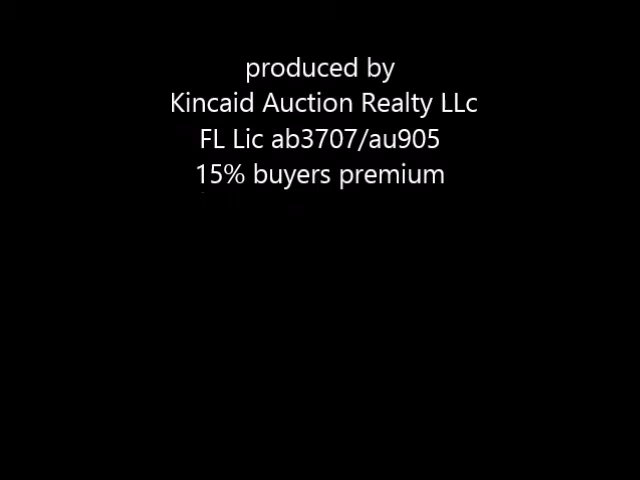 produced by
Kincaid Auction Realty LLc
FL Lic ab3707/au905
15% buyers premium